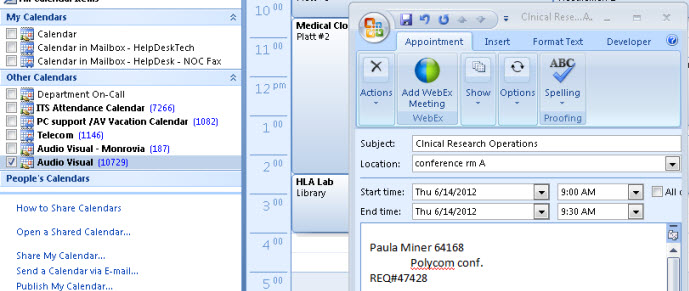 All Calendar Items
My Calendars
Calendar
Calendar in Mailbox - HelpDeskTech
Calendar in Mailbox - HelpDesk - NOC Fax
Other Calendars
Department On-Call
ITS Attendance Calendar (7266)
PC support /AV Vacation Calendar (1082)
Telecom (1146)
Audio Visual - Monrovia (187)
Audio Visual (10729)
People's Calendars
How to Share Calendars
Open a Shared Calendar...
Share My Calendar...
Send a Calendar via E-mail...
Publish My Calendar...
10 00
11 00
12 pm
1 00
2 00
3 00
4 00
5 00
Medical Clo
Platt #2
HLA Lab
Library
Clinical Rese...
Appointment
Insert
Format Text
Developer
Actions
Add WebEx Meeting
WebEx
Show
Options
ABC
Spelling
Proofing
Subject:
Clinical Research Operations
Location:
conference rm A
Start time:
Thu 6/14/2012
9:00 AM
All
End time:
Thu 6/14/2012
9:30 AM
Paula Miner 64168
Polycom conf.
REQ#47428